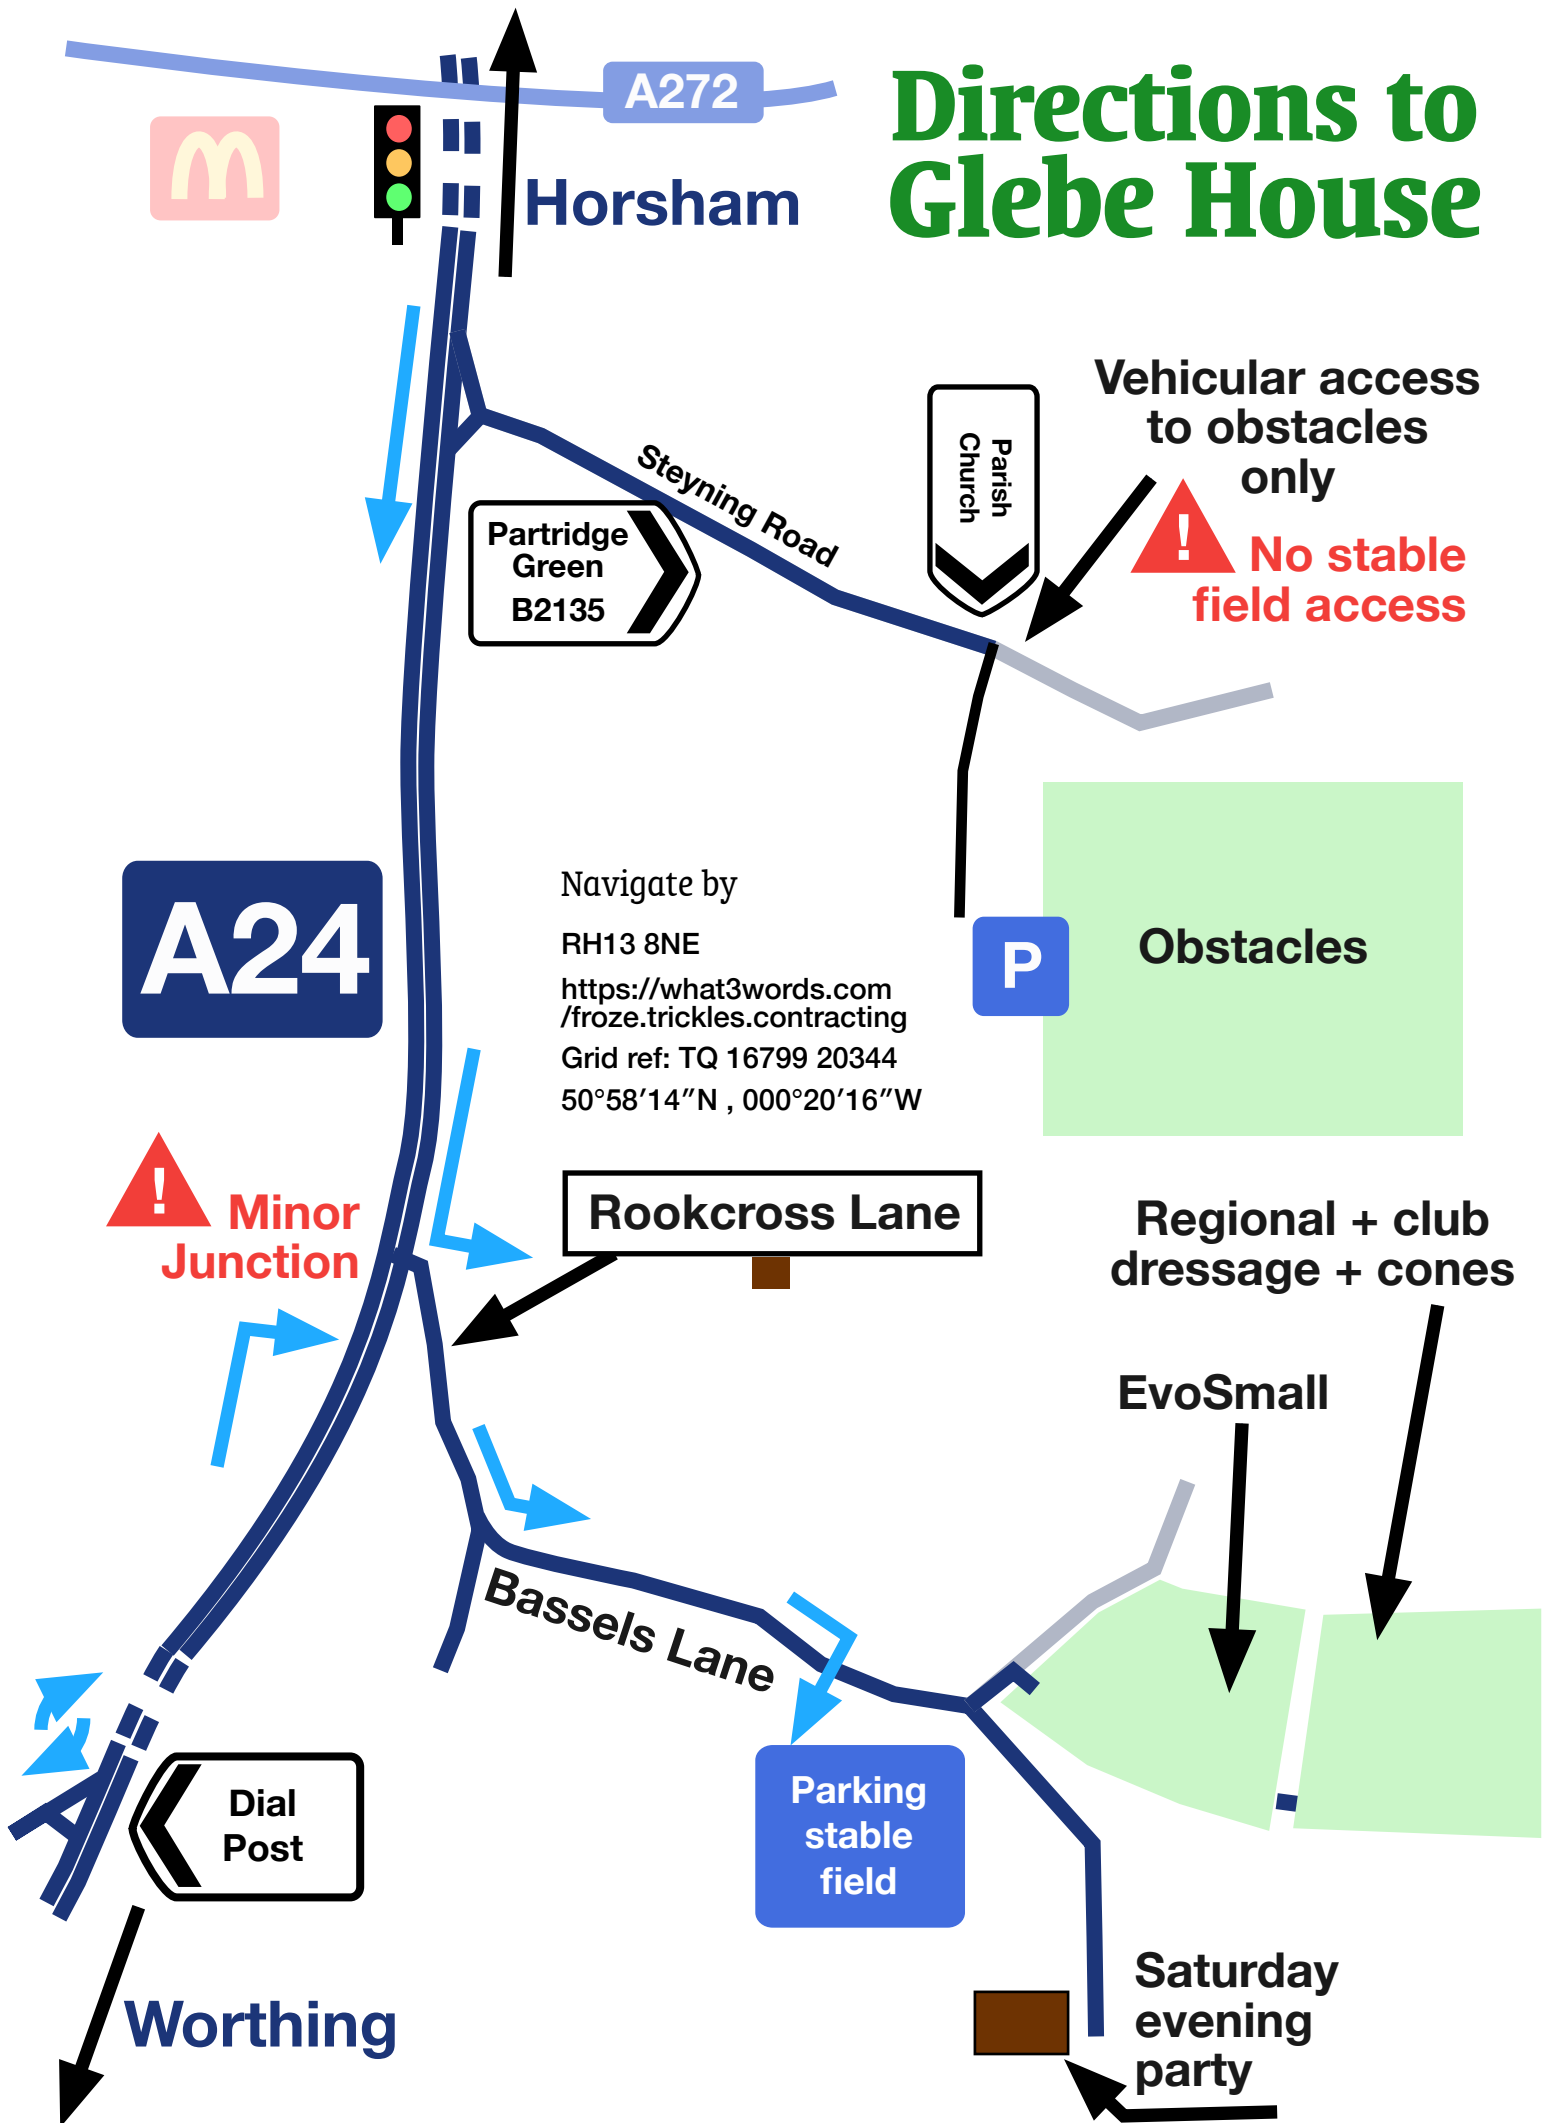 A272
Directions to
Glebe House
Horsham
Vehicular access
to obstacles
only
Parish
Church
Steyning Road
!
No stable
field access
Partridge
Green
B2135
A24
Navigate by
RH13 8NE
https://what3words.com
/froze.trickles.contracting
Grid ref: TQ 16799 20344
50°58′14″N , 000°20′16″W
P
Obstacles
!
Minor
Junction
Rookcross Lane
Regional + club
dressage + cones
EvoSmall
Bassels Lane
Parking
stable
field
Dial
Post
Worthing
Saturday
evening
party